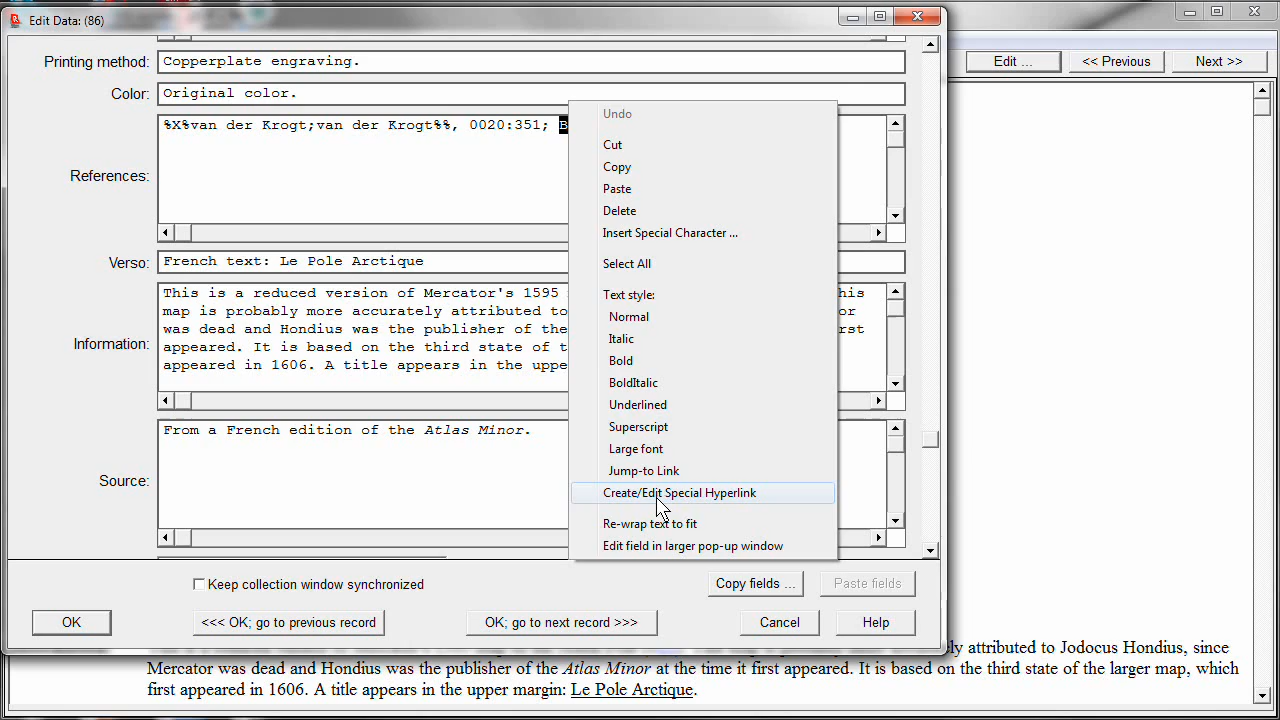 Edit Data: (86)
Edit ...
<< Previous
Next >>
Printing method:
Copperplate engraving.
Color:
Original color.
References:
%X%van der Krogt;van der Krogt%%, 0020:351; B
Verso:
French text: Le Pole Arctique
Information:
This is a reduced version of Mercator's 1595
his
map is probably more accurately attributed to
or
was dead and Hondius was the publisher of the
rst
appeared. It is based on the third state of t
appeared in 1606. A title appears in the uppe
Source:
From a French edition of the Atlas Minor.
Undo
Cut
Copy
Paste
Delete
Insert Special Character ...
Select All
Text style:
Normal
Italic
Bold
BoldItalic
Underlined
Superscript
Large font
Jump-to Link
Create/Edit Special Hyperlink
Re-wrap text to fit
Edit field in larger pop-up window
Keep collection window synchronized
Copy fields ...
Paste fields
OK
<<< OK; go to previous record
OK; go to next record >>>
Cancel
Help
attributed to Jodocus Hondius, since
Mercator was dead and Hondius was the publisher of the Atlas Minor at the time it first appeared. It is based on the third state of the larger map, which
first appeared in 1606. A title appears in the upper margin: Le Pole Arctique.